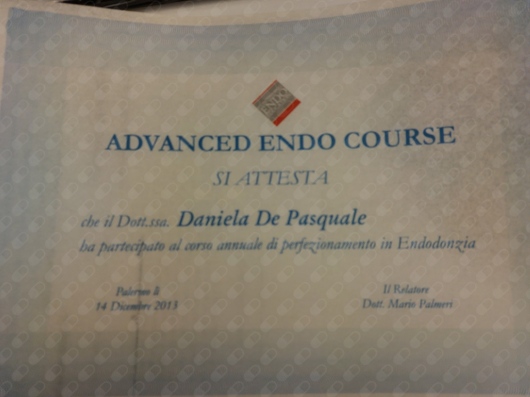 ENDO
ADVANCED ENDO COURSE
SI ATTESTA
che il Dott.ssa. Daniela De Pasquale
ha partecipato al corso annuale di perfezionamento in Endodonzia
Palermo li
14 Dicembre 2013
Il Relatore
Dott. Mario Palmeri